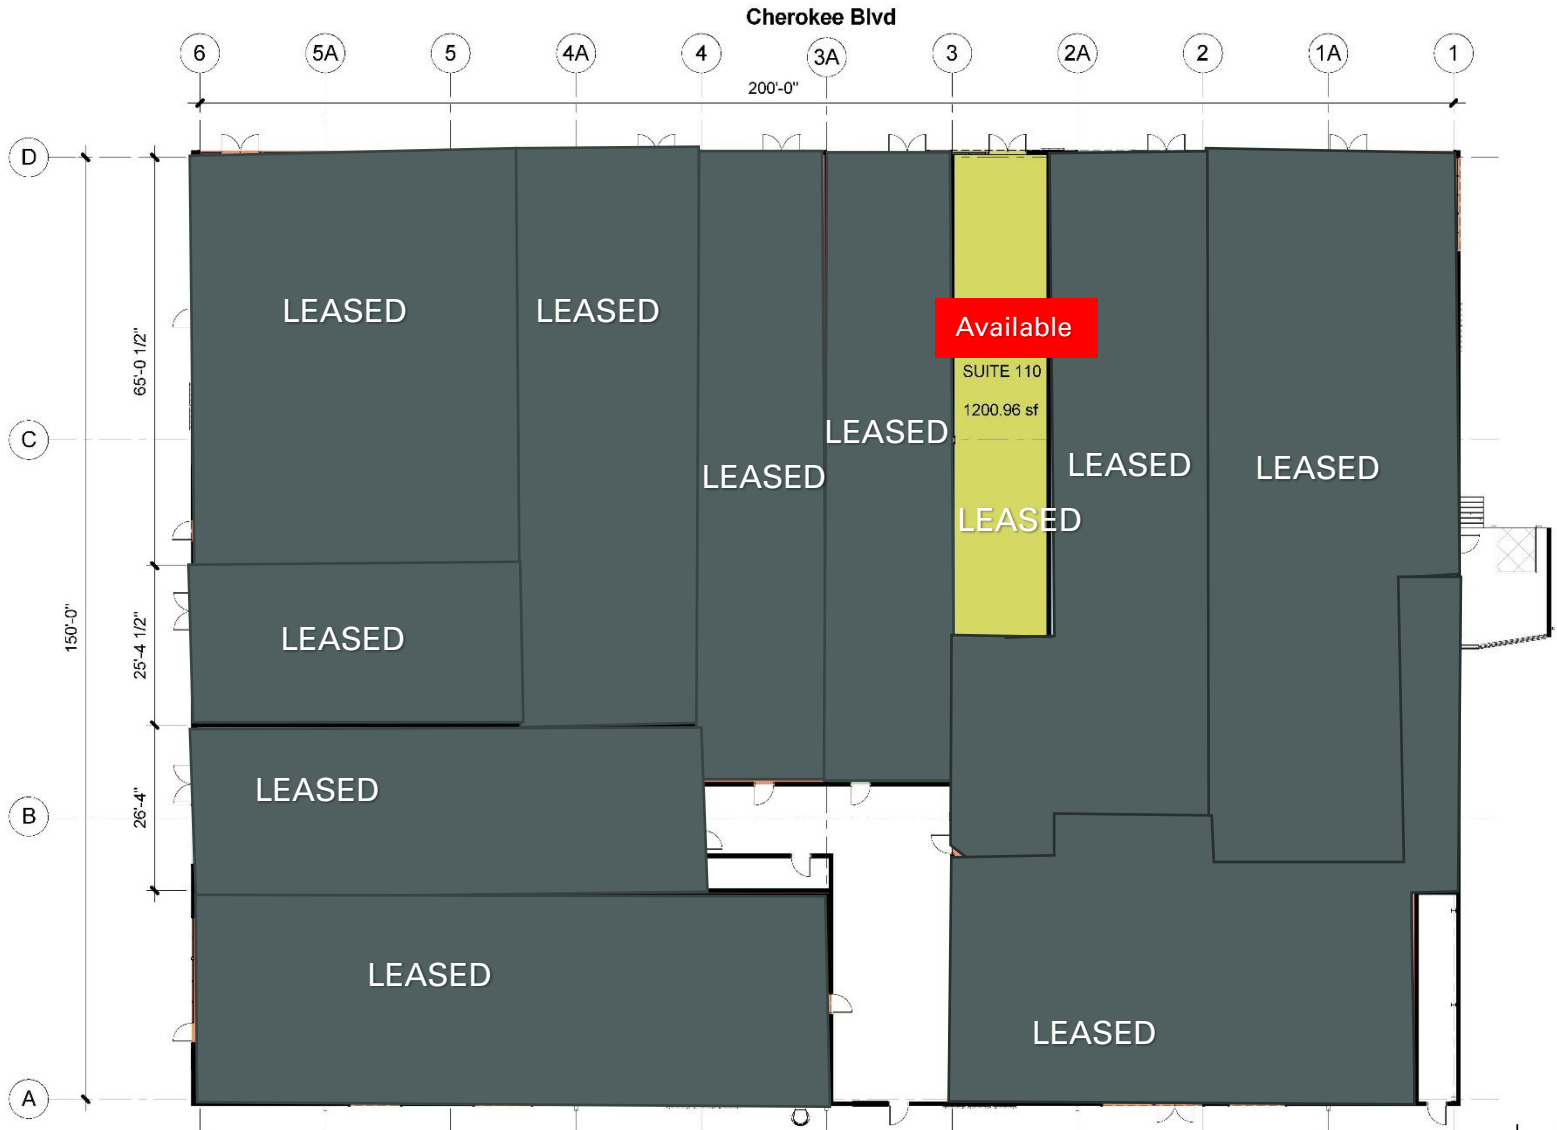 Cherokee Blvd
6 5A 5 4A 4 3A 3 2A 2 1A 1
200'-0"
D
LEASED
LEASED
Available
65'-0 1/2"
SUITE 110
1200.96 sf
C
LEASED
LEASED
LEASED
LEASED
LEASED
150'-0"
25'-4 1/2"
LEASED
LEASED
26'-4"
B
LEASED
LEASED
A